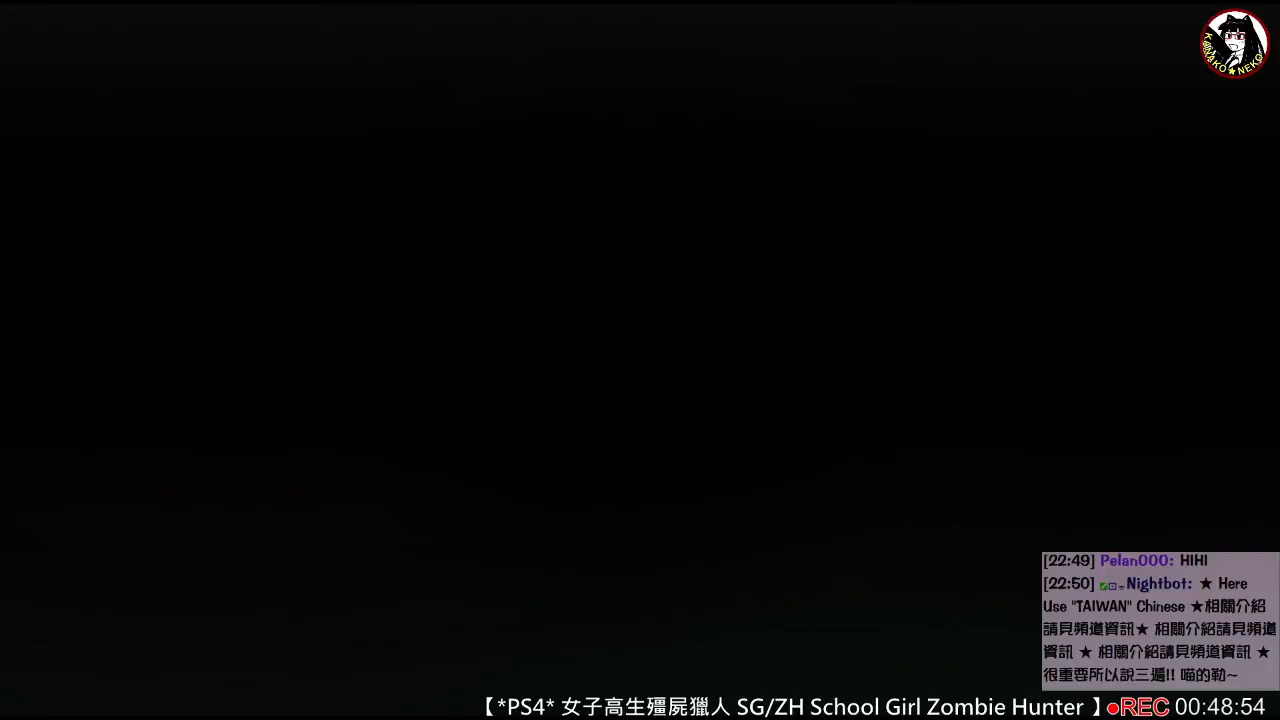 KANAKO★NEKO
[22:49] Pelan000: HIHI
[22:50] Nightbot: ★ Here
Use "TAIWAN" Chinese ★相關介紹
請見頻道資訊★ 相關介紹請見頻道
資訊 ★ 相關介紹請見頻道資訊 ★
很重要所以說三遍!! 喵的勒~
【*PS4* 女子高生殭屍獵人 SG/ZH School Girl Zombie Hunter 】●REC 00:48:54